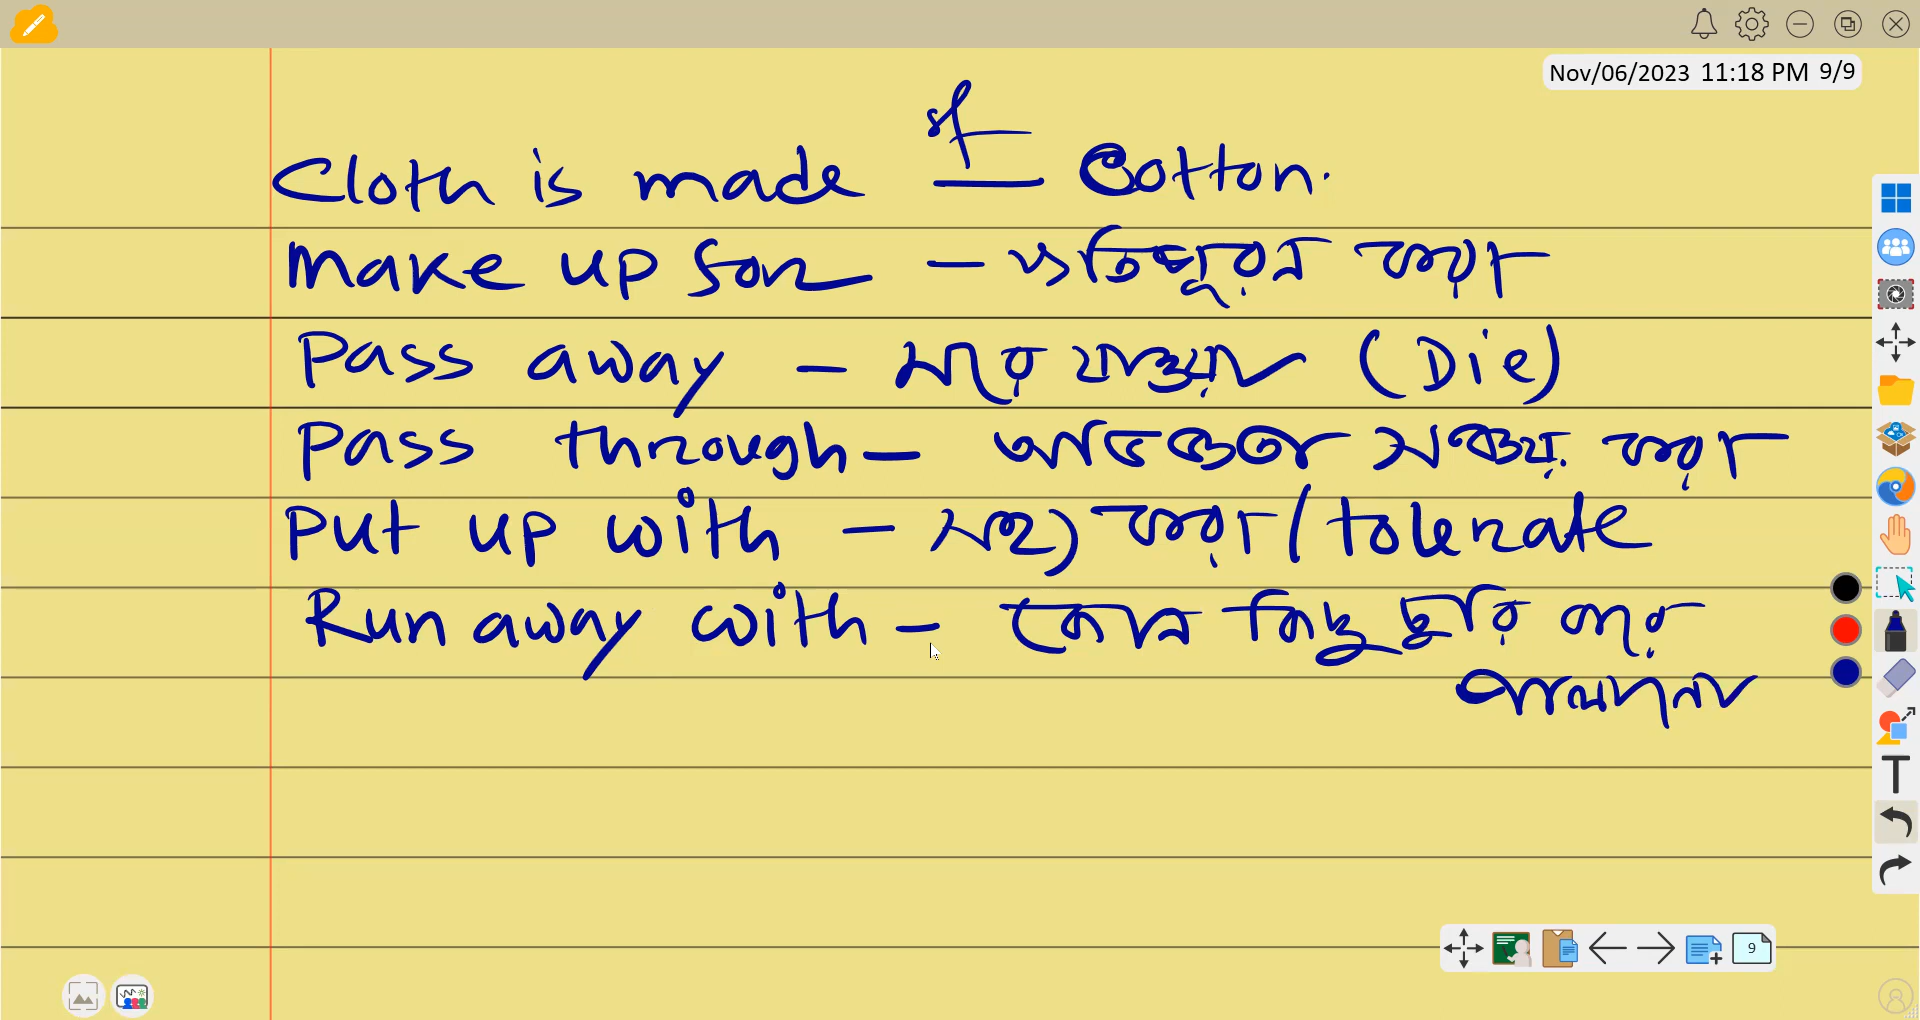 Nov/06/2023 11:18 PM 9/9
Cloth is made of Cotton.
Make up for – ক্ষতিপূরণ করা
Pass away – মারা যাওয়া (Die)
Pass through – অতিক্রম করা
Put up with – সহ্য করা/tolerate
Run away with – কোন কিছু চুরি করে পালানো
9